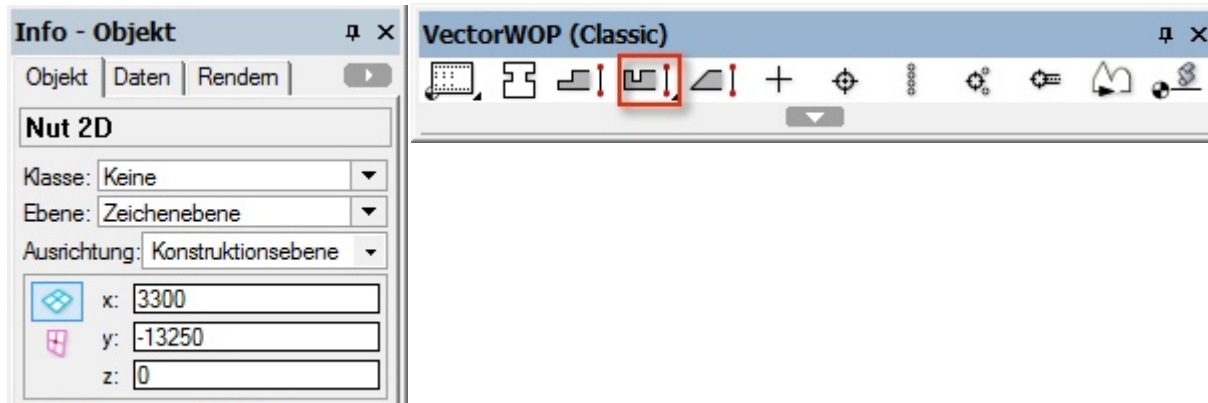 Info - Objekt
Objekt Daten Rendern
Nut 2D
Klasse: Keine
Ebene: Zeichenebene
Ausrichtung: Konstruktionsebene
x: 3300
y: -13250
z: 0
VectorWOP (Classic)